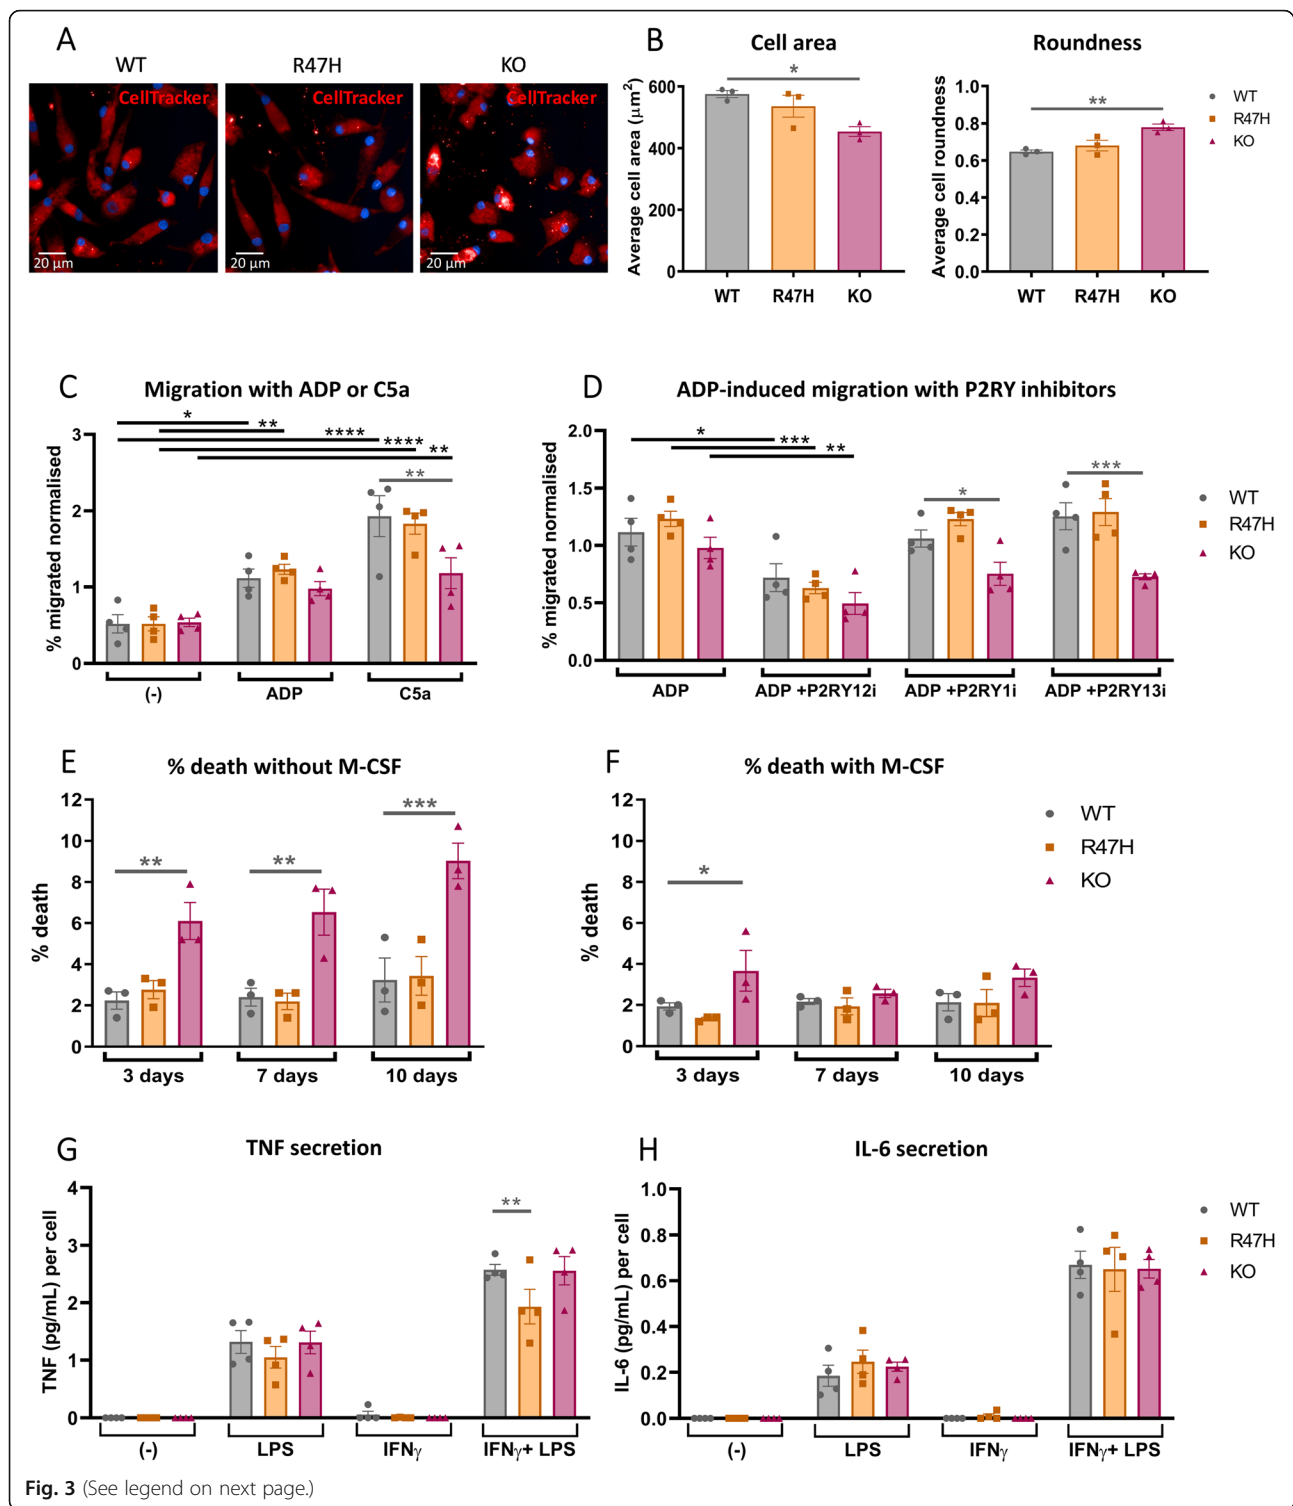 A
WT
R47H
KO
CellTracker
CellTracker
CellTracker
20 µm
20 µm
20 µm
B
Cell area
Average cell area (µm²)
600
400
200
0
*
WT
R47H
KO
Roundness
Average cell roundness
1.0
0.8
0.6
0.4
0.2
0.0
**
WT
R47H
KO
WT
R47H
KO
C
Migration with ADP or C5a
% migrated normalised
3
2
1
0
*
**
****
****
**
**
(-)
ADP
C5a
D
ADP-induced migration with P2RY inhibitors
% migrated normalised
2.0
1.5
1.0
0.5
0.0
*
***
**
*
***
ADP
ADP +P2RY12i
ADP +P2RY1i
ADP +P2RY13i
WT
R47H
KO
E
% death without M-CSF
% death
12
10
8
6
4
2
0
**
**
***
3 days
7 days
10 days
F
% death with M-CSF
% death
12
10
8
6
4
2
0
*
3 days
7 days
10 days
WT
R47H
KO
G
TNF secretion
TNF (pg/mL) per cell
4
3
2
1
0
**
(-)
LPS
IFNγ
IFNγ+ LPS
H
IL-6 secretion
IL-6 (pg/mL) per cell
1.0
0.8
0.6
0.4
0.2
0.0
(-)
LPS
IFNγ
IFNγ+ LPS
WT
R47H
KO
Fig. 3 (See legend on next page.)